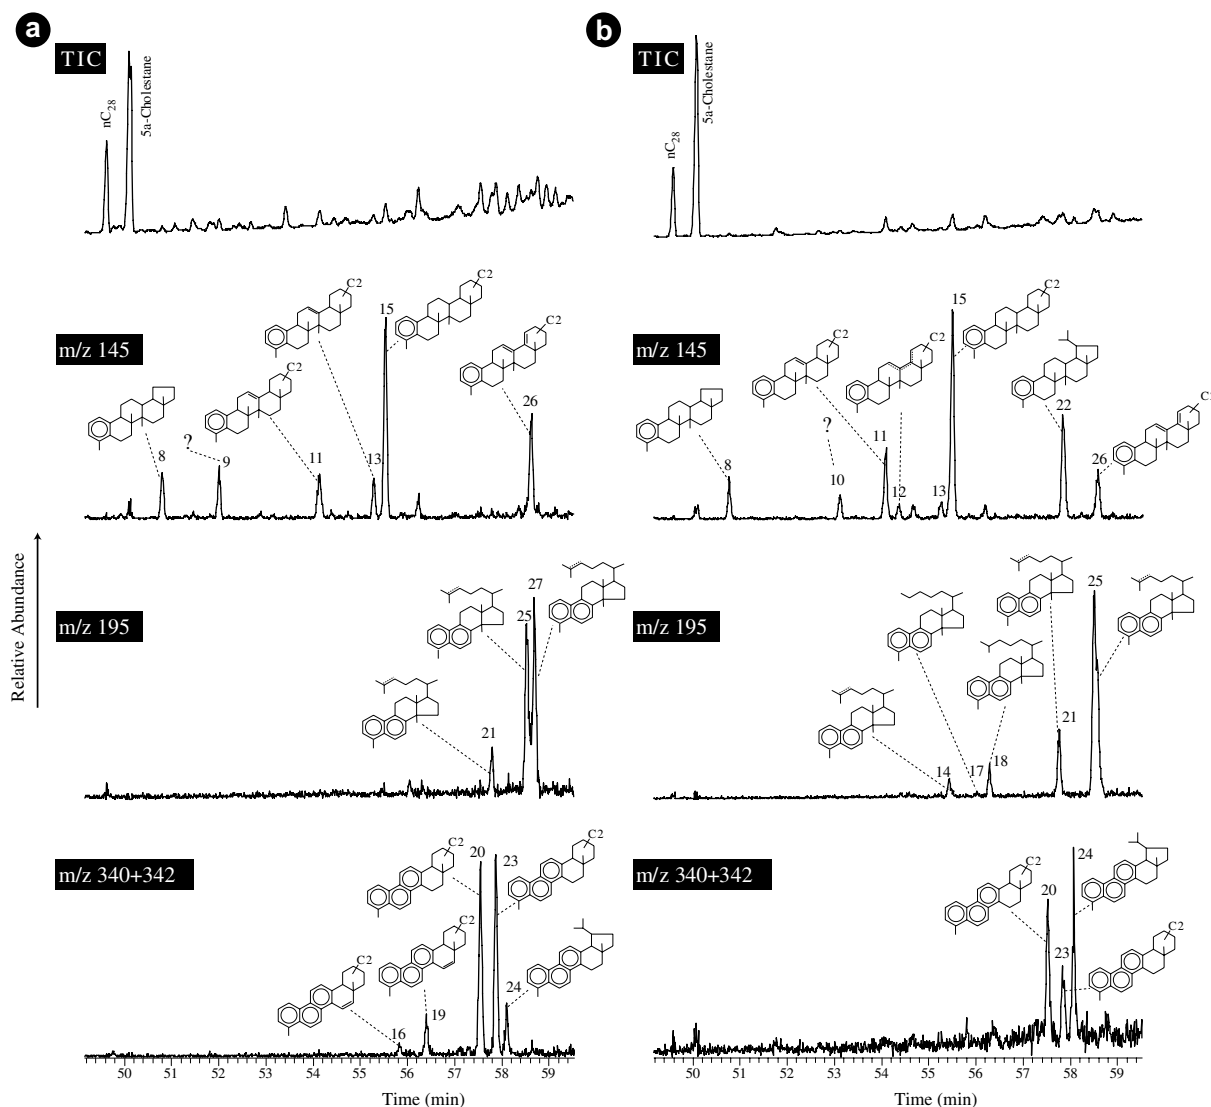 a
TIC
nC28
5a-Cholestane
m/z 145
C2
C2
C2
C2
?
8
9
11
13
15
26
m/z 195
21
25
27
m/z 340+342
C2
C2
C2
C2
16
19
20
23
24
50 51 52 53 54 55 56 57 58 59
Time (min)
Relative Abundance
b
TIC
nC28
5a-Cholestane
m/z 145
C2
C2
C2
?
8
10
11
12
13
15
22
26
m/z 195
14
17
18
21
25
m/z 340+342
C2
C2
20
23
24
50 51 52 53 54 55 56 57 58 59
Time (min)